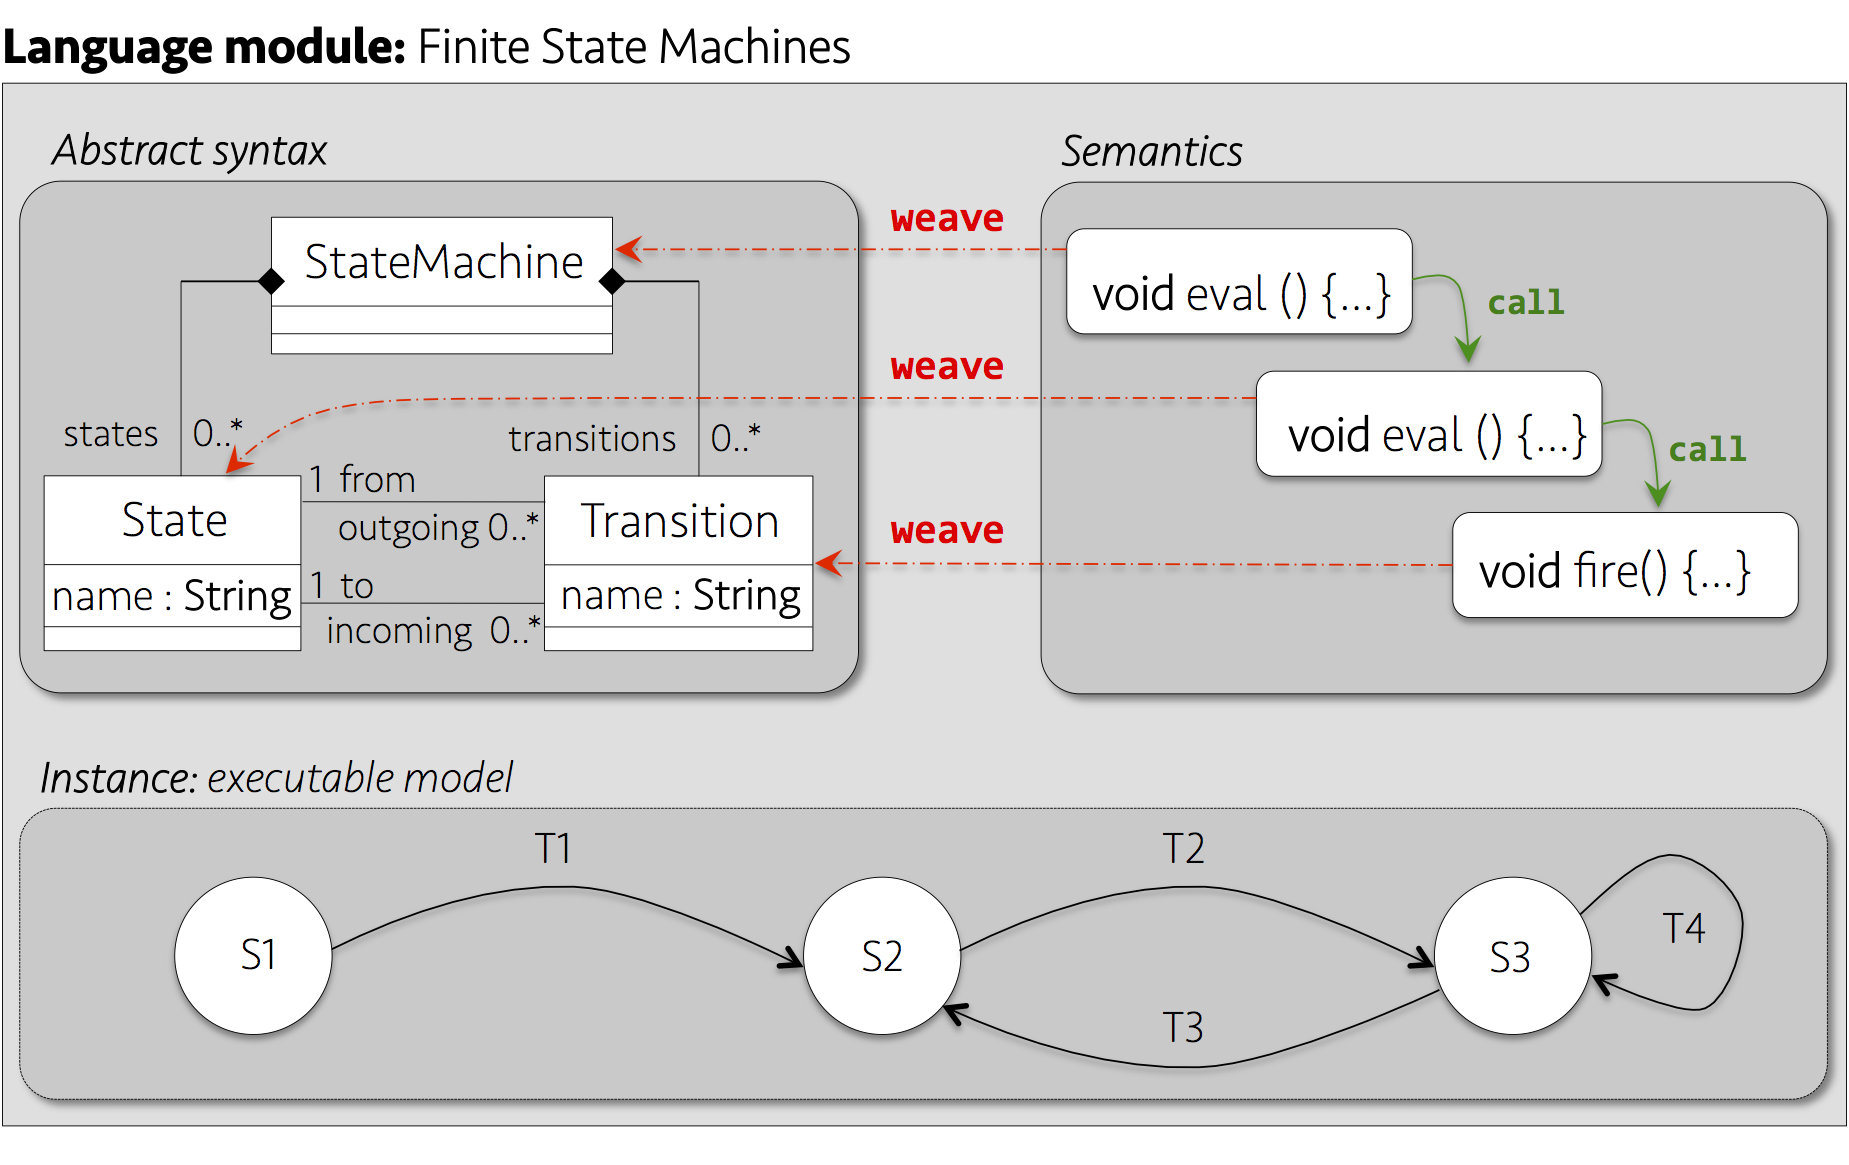 Language module: Finite State Machines
Abstract syntax
Semantics
StateMachine
states 0..*
transitions 0..*
State
name : String
1 from
outgoing 0..*
1 to
incoming 0..*
Transition
name : String
weave
weave
weave
void eval () {...}
call
void eval () {...}
call
void fire() {...}
Instance: executable model
T1
T2
S1
S2
S3
T4
T3